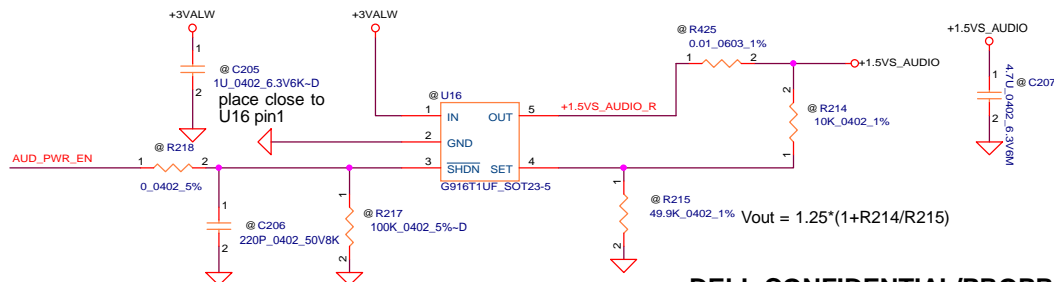 +3VALW
+3VALW
+1.5VS_AUDIO
@ R425
0.01_0603_1%
1
2
+1.5VS_AUDIO
1
@ C205
1U_0402_6.3V6K~D
2
place close to
U16 pin1
@ U16
1
IN
OUT
5
+1.5VS_AUDIO_R
2
GND
3
SHDN
SET
4
G916T1UF_SOT23-5
2
@ R214
10K_0402_1%
1
1
@ C207
4.7U_0402_6.3V6M
2
AUD_PWR_EN
1
@ R218
2
0_0402_5%
1
@ C206
220P_0402_50V8K
2
1
@ R217
100K_0402_5%~D
2
1
@ R215
49.9K_0402_1%
2
Vout = 1.25*(1+R214/R215)